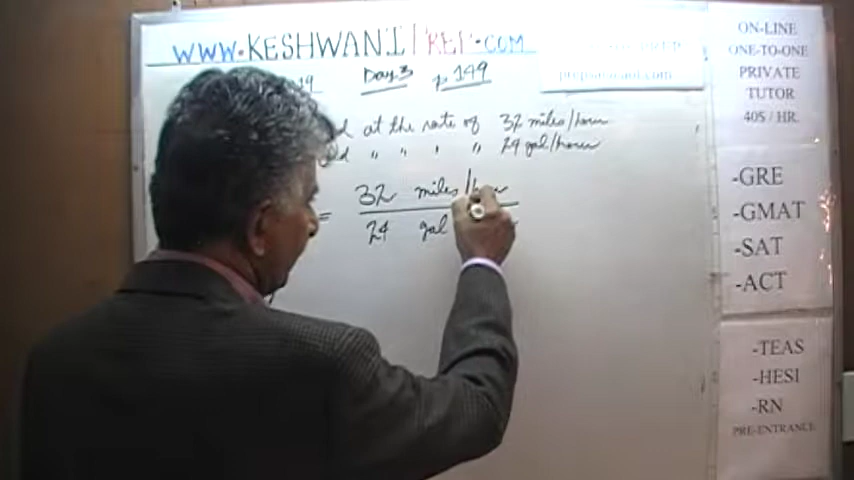 WWW.KESHWANI PREP.COM
19 Day 3 p.149
at the rate of 32 miles/hour
" " " " 24 gal/hour
= 32 miles/hour
24 gal
ON-LINE
ONE-TO-ONE
PRIVATE
TUTOR
40$ / HR.
-GRE
-GMAT
-SAT
-ACT
-TEAS
-HESI
-RN
PRE-ENTRANCE